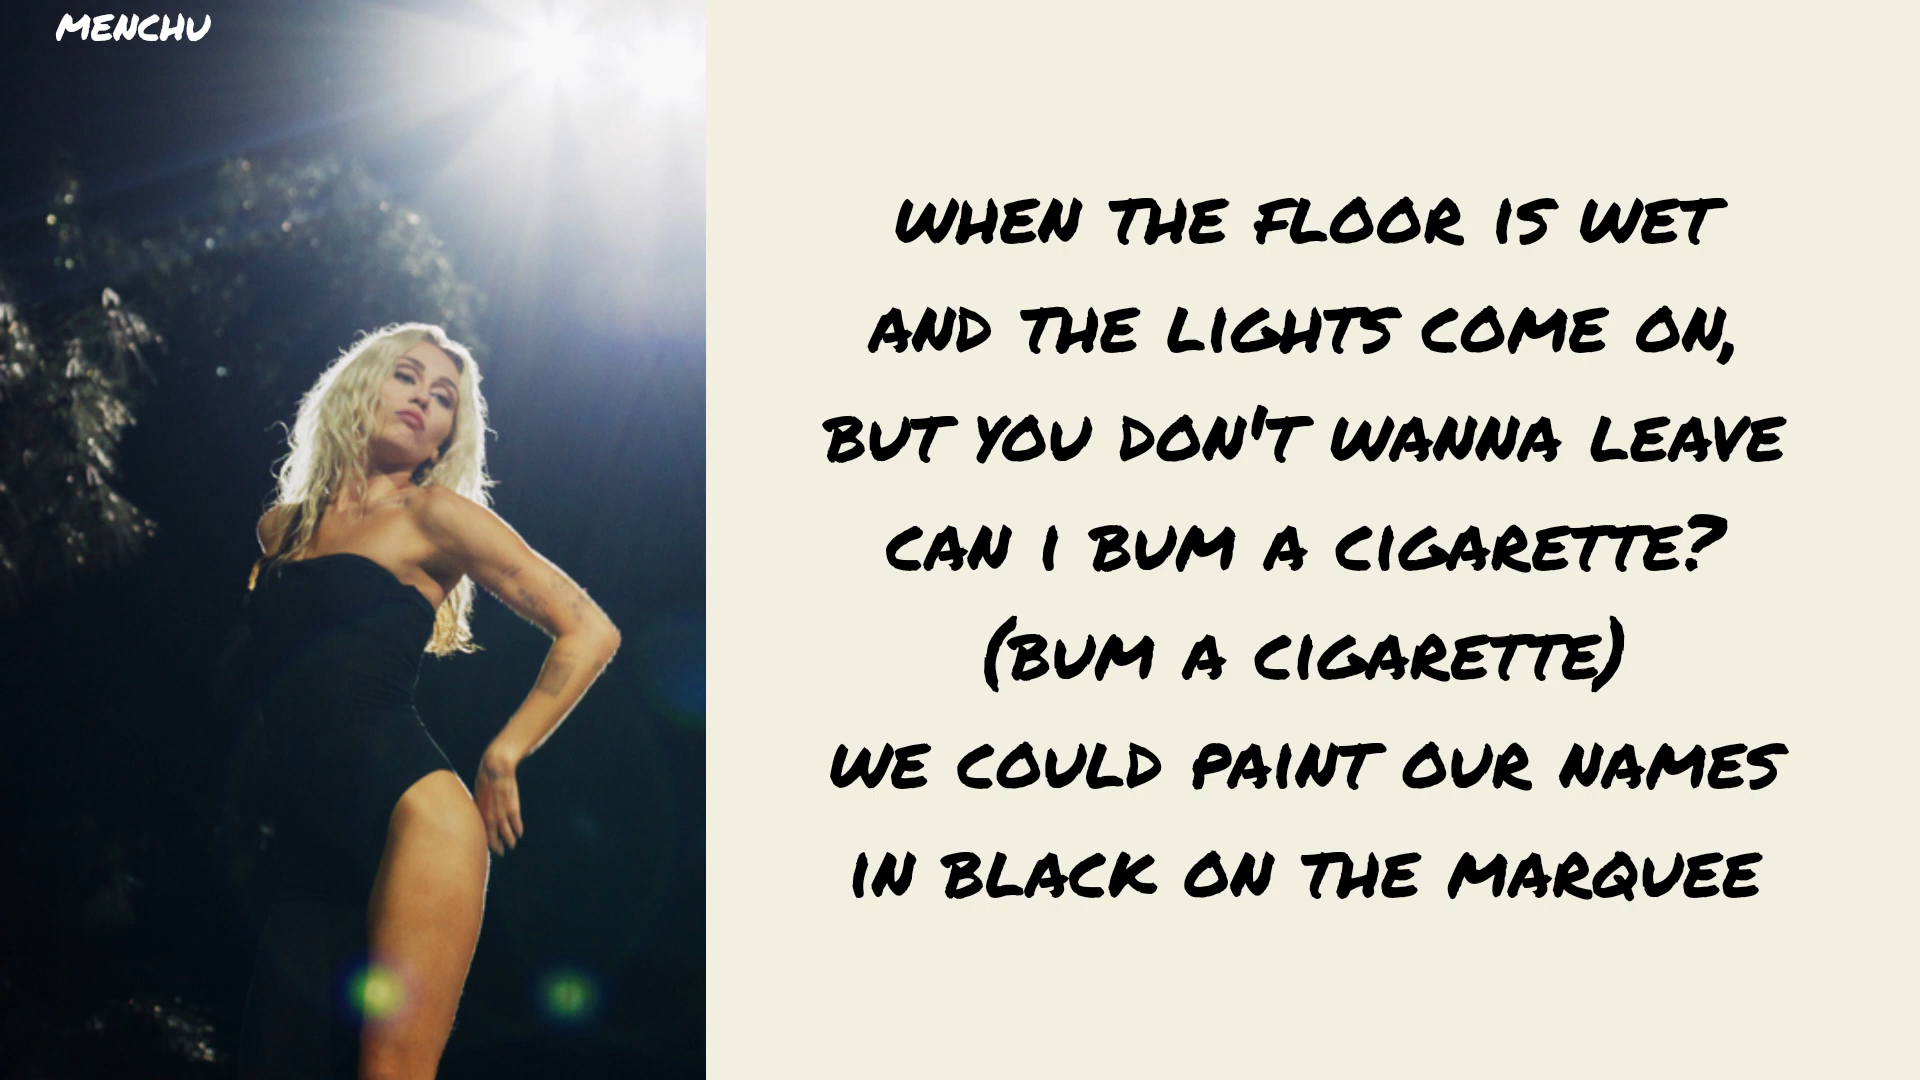 MENCHU
WHEN THE FLOOR IS WET
AND THE LIGHTS COME ON,
BUT YOU DON'T WANNA LEAVE
CAN I BUM A CIGARETTE?
(BUM A CIGARETTE)
WE COULD PAINT OUR NAMES
IN BLACK ON THE MARQUEE